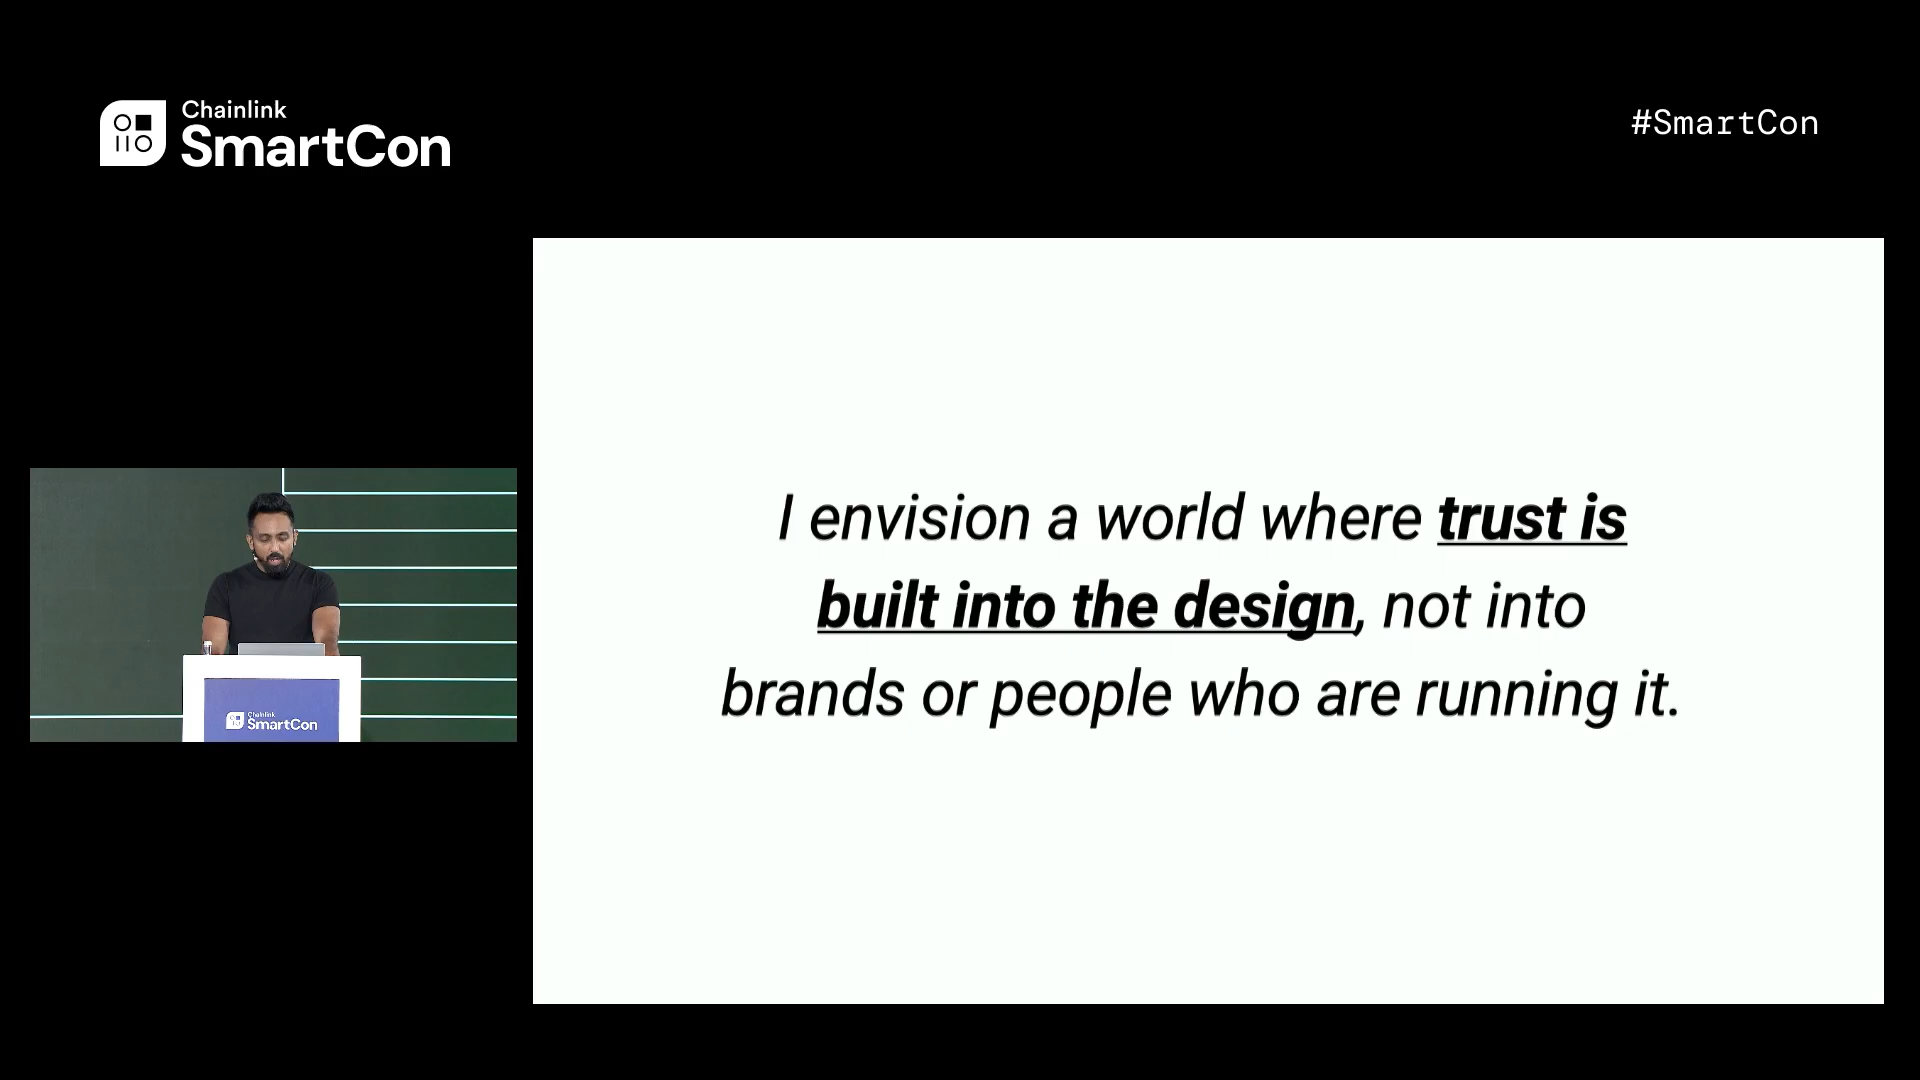 Chainlink
SmartCon
#SmartCon
I envision a world where trust is
built into the design, not into
brands or people who are running it.
Chainlink
SmartCon